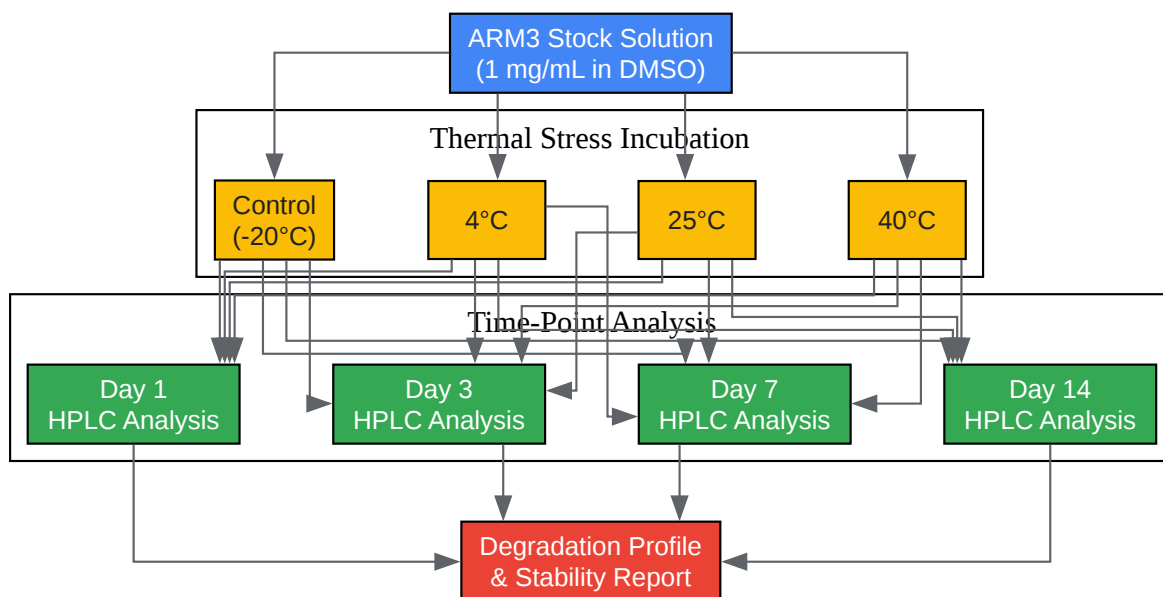 ARM3 Stock Solution
(1 mg/mL in DMSO)
Thermal Stress Incubation
Control
(-20°C)
4°C
25°C
40°C
Time-Point Analysis
Day 1
HPLC Analysis
Day 3
HPLC Analysis
Day 7
HPLC Analysis
Day 14
HPLC Analysis
Degradation Profile
& Stability Report